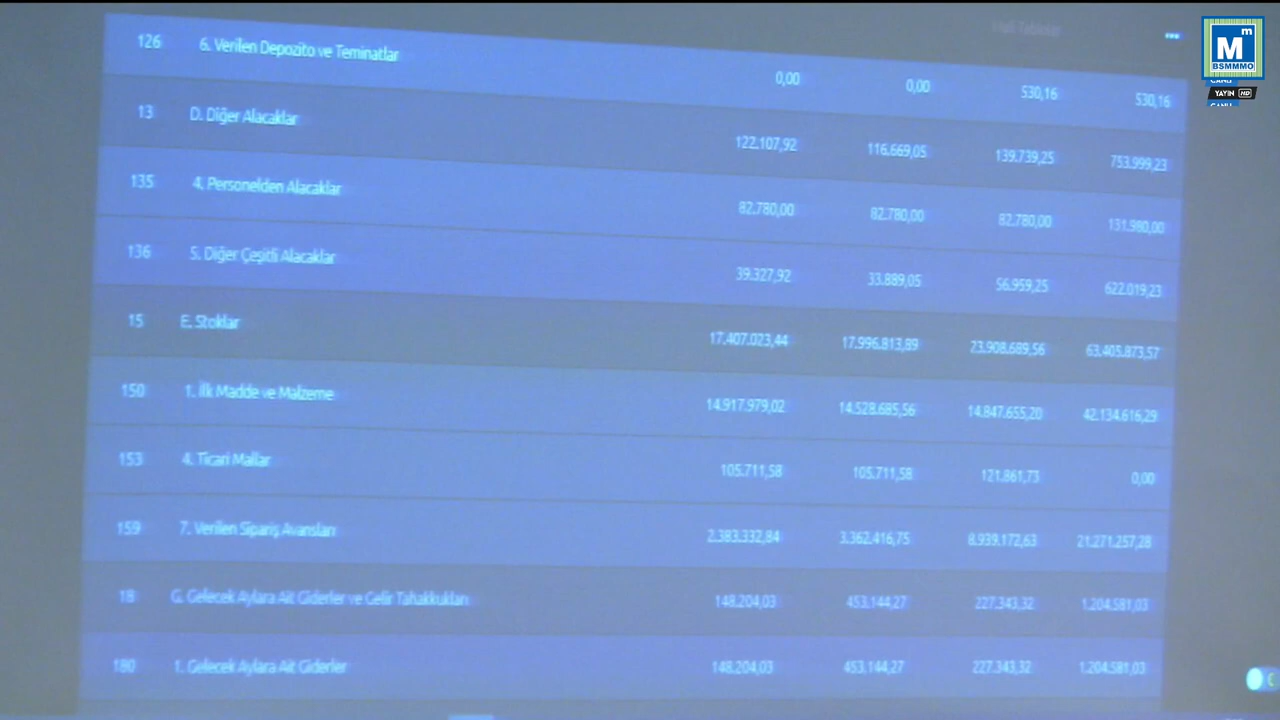 126 6. Verilen Depozito ve Teminatlar 0,00 0,00 530,16 530,16
13 D. Diğer Alacaklar 122.107,92 116.669,05 139.739,25 753.999,23
135 4. Personelden Alacaklar 82.780,00 82.780,00 82.780,00 131.980,00
136 5. Diğer Çeşitli Alacaklar 39.327,92 33.889,05 56.959,25 622.019,23
15 E. Stoklar 17.407.023,44 17.996.813,89 23.908.689,56 63.405.873,57
150 1. İlk Madde ve Malzeme 14.917.979,02 14.528.685,56 14.847.655,20 42.134.616,29
153 4. Ticari Mallar 105.711,58 105.711,58 121.861,73 0,00
159 7. Verilen Sipariş Avansları 2.383.332,84 3.362.416,75 8.939.172,63 21.271.257,28
18 G. Gelecek Aylara Ait Giderler ve Gelir Tahakkukları 148.204,03 453.144,27 227.343,32 1.204.581,03
180 1. Gelecek Aylara Ait Giderler 148.204,03 453.144,27 227.343,32 1.204.581,03
Mm
BSMMMO
CANLI
YAYIN HD
CANLI